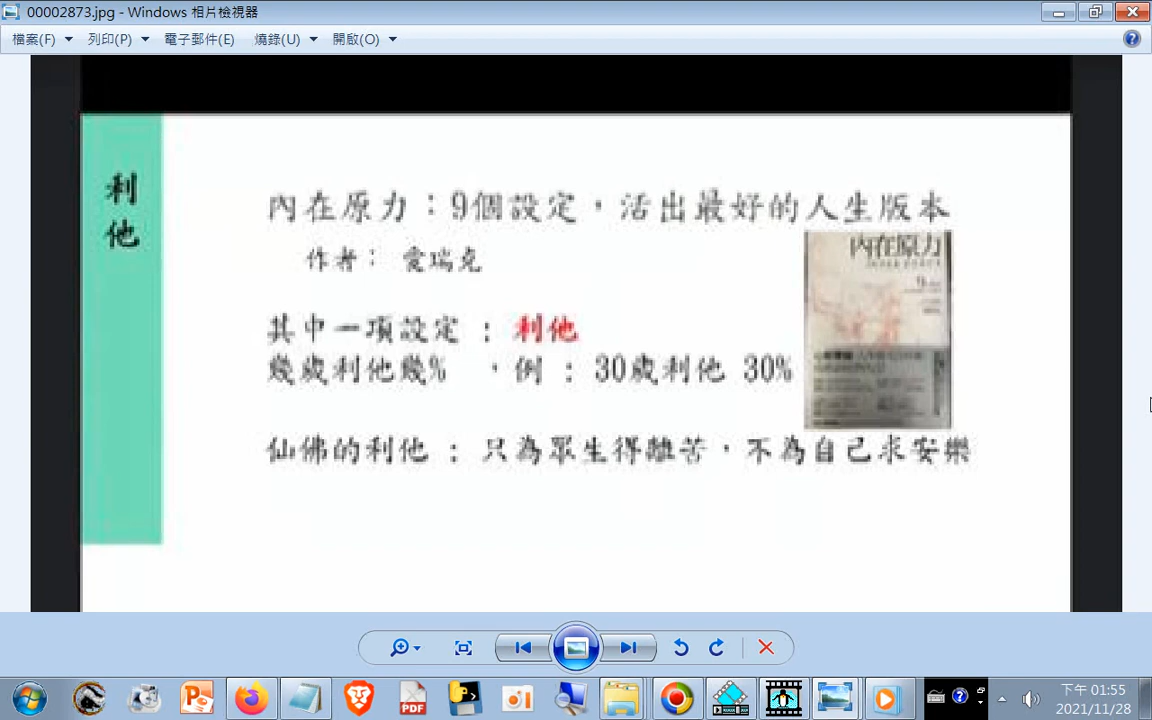 00002873.jpg - Windows 相片檢視器
檔案(F) 列印(P) 電子郵件(E) 燒錄(U) 開啟(O)
利他
內在原力：9個設定，活出最好的人生版本
作者： 愛瑞克
內在原力
其中一項設定 : 利他
幾歲利他幾% ，例 : 30歲利他 30%
仙佛的利他 : 只為眾生得離苦，不為自己求安樂
PDF
下午 01:55
2021/11/28